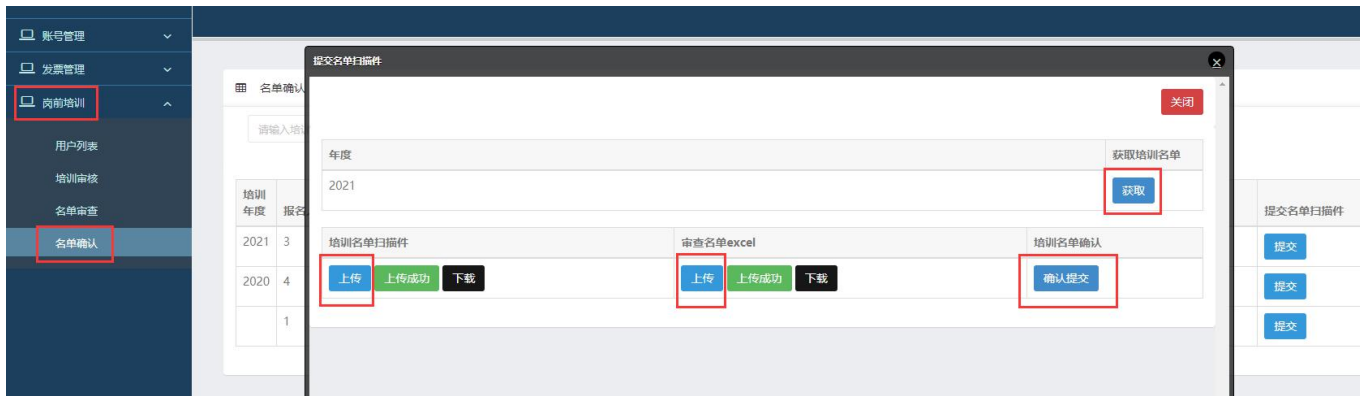 账号管理
发票管理
岗前培训
用户列表
培训审核
名单审查
名单确认
名单确认
请输入培训
培训
年度
报名
2021 3
2020 4
1
提交名单扫描件
关闭
年度 获取培训名单
2021 获取
培训名单扫描件 审查名单excel 培训名单确认
上传 上传成功 下载 上传 上传成功 下载 确认提交
提交名单扫描件
提交
提交
提交